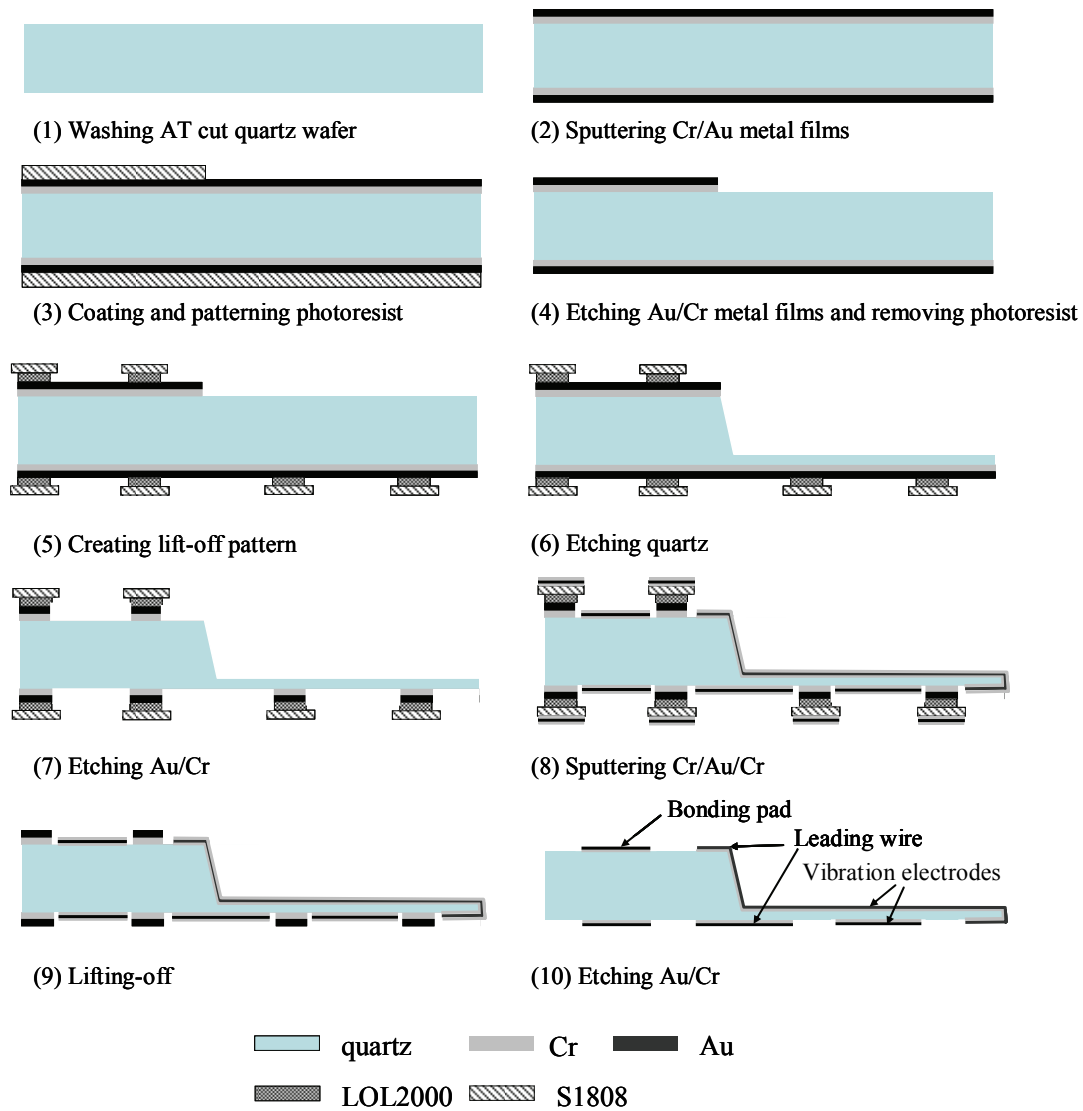 (1) Washing AT cut quartz wafer
(2) Sputtering Cr/Au metal films
(3) Coating and patterning photoresist
(4) Etching Au/Cr metal films and removing photoresist
(5) Creating lift-off pattern
(6) Etching quartz
(7) Etching Au/Cr
(8) Sputtering Cr/Au/Cr
Bonding pad
Leading wire
Vibration electrodes
(9) Lifting-off
(10) Etching Au/Cr
quartz
Cr
Au
LOL2000
S1808